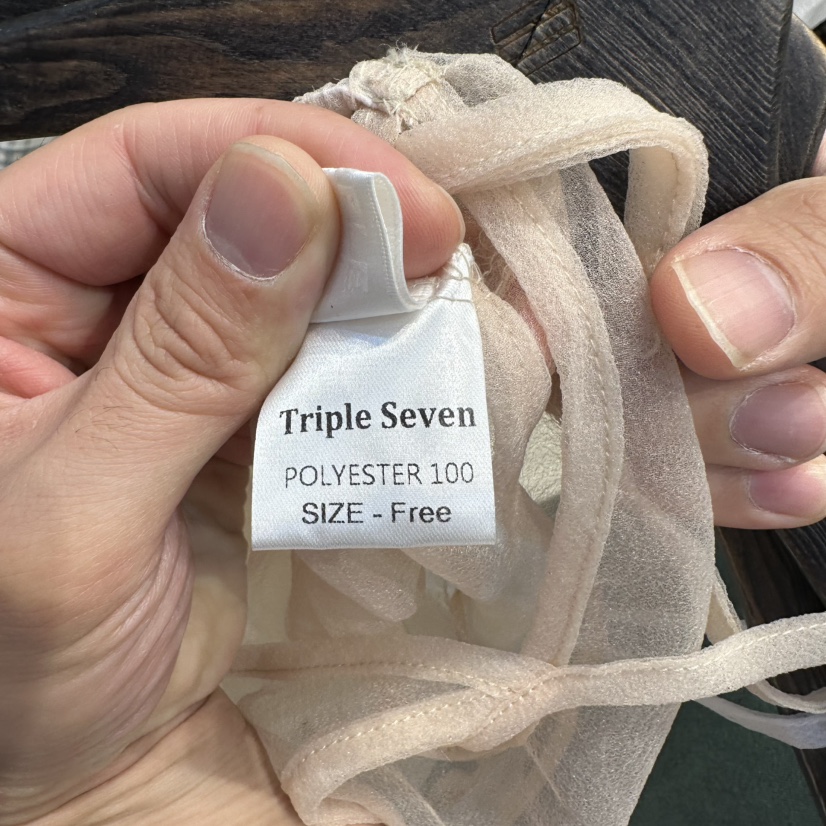 Triple Seven
POLYESTER 100
SIZE - Free